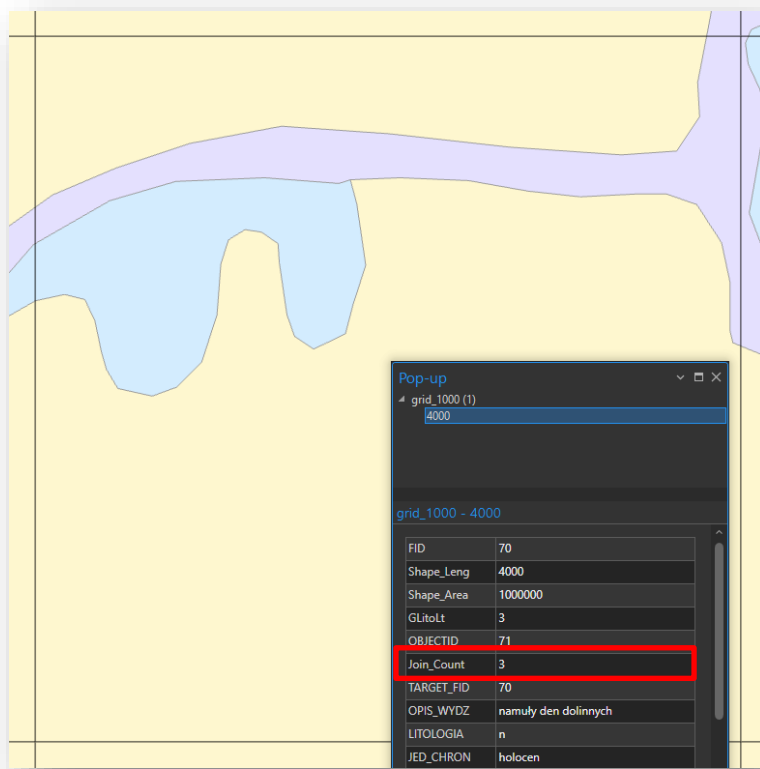 Pop-up
grid_1000 (1)
4000
grid_1000 - 4000
FID 70
Shape_Leng 4000
Shape_Area 1000000
GLitoLt 3
OBJECTID 71
Join_Count 3
TARGET_FID 70
OPIS_WYDZ namuły den dolinnych
LITOLOGIA n
JED_CHRON holocen